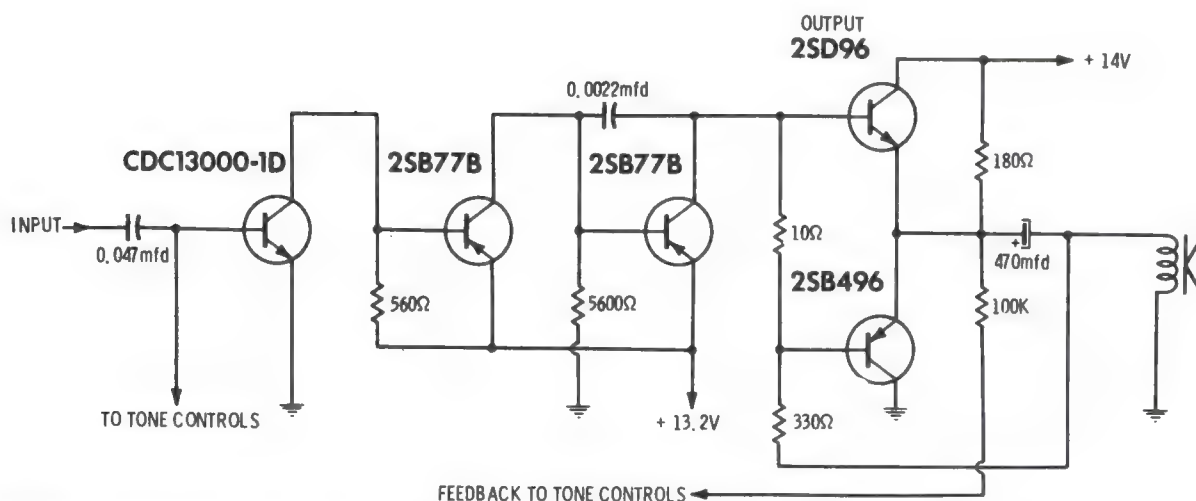 OUTPUT
2SD96
+ 14V
0.0022mfd
CDC13000-1D
2SB77B
2SB77B
180Ω
INPUT
0.047mfd
10Ω
+
470mfd
2SB496
560Ω
5600Ω
100K
TO TONE CONTROLS
+ 13.2V
330Ω
FEEDBACK TO TONE CONTROLS